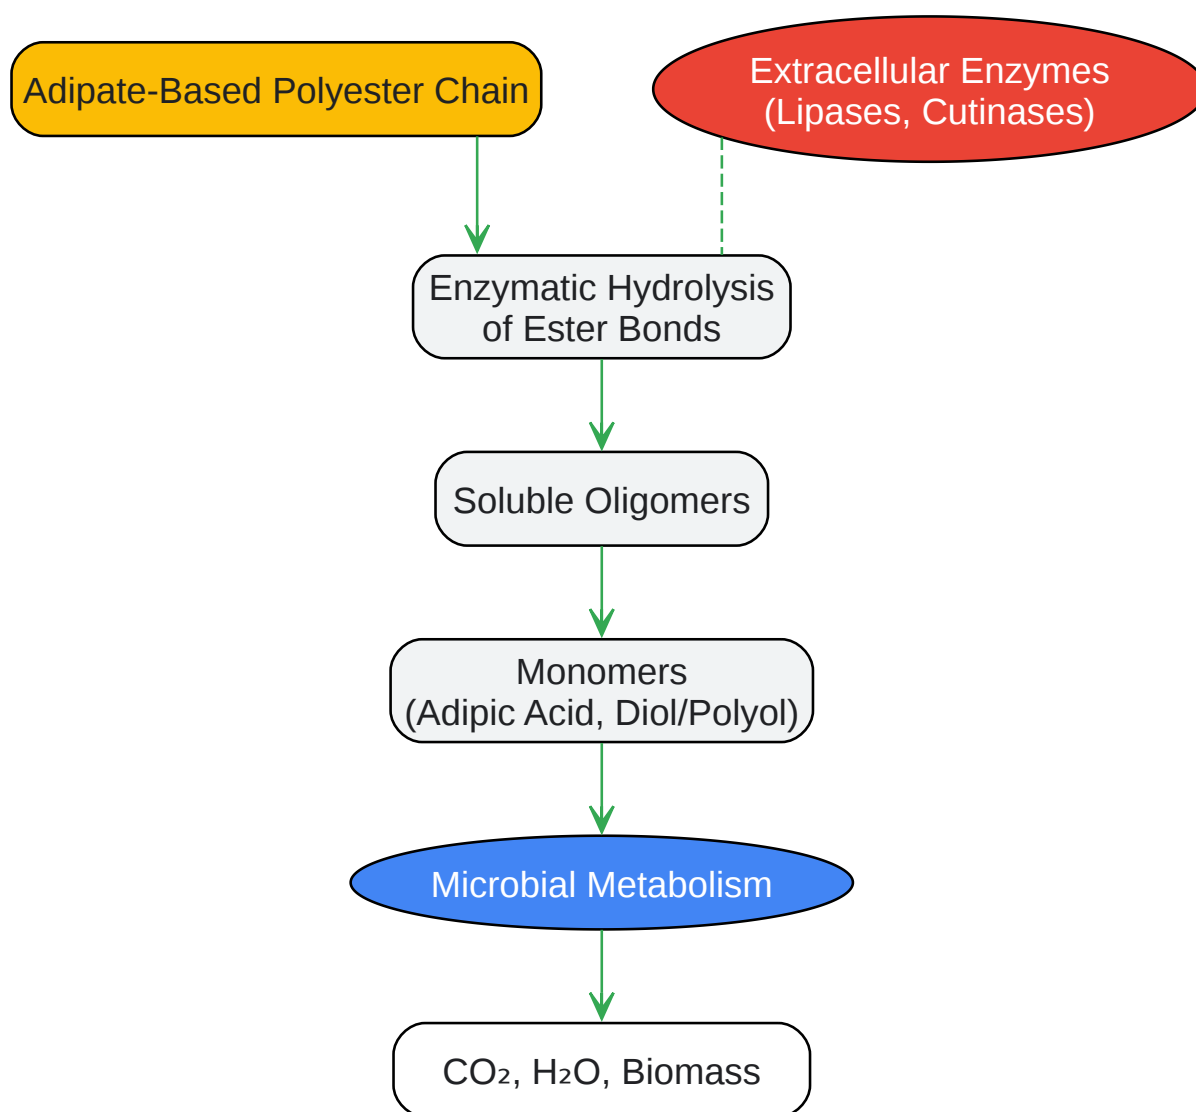 Adipate-Based Polyester Chain
Extracellular Enzymes
(Lipases, Cutinases)
Enzymatic Hydrolysis
of Ester Bonds
Soluble Oligomers
Monomers
(Adipic Acid, Diol/Polyol)
Microbial Metabolism
CO₂, H₂O, Biomass